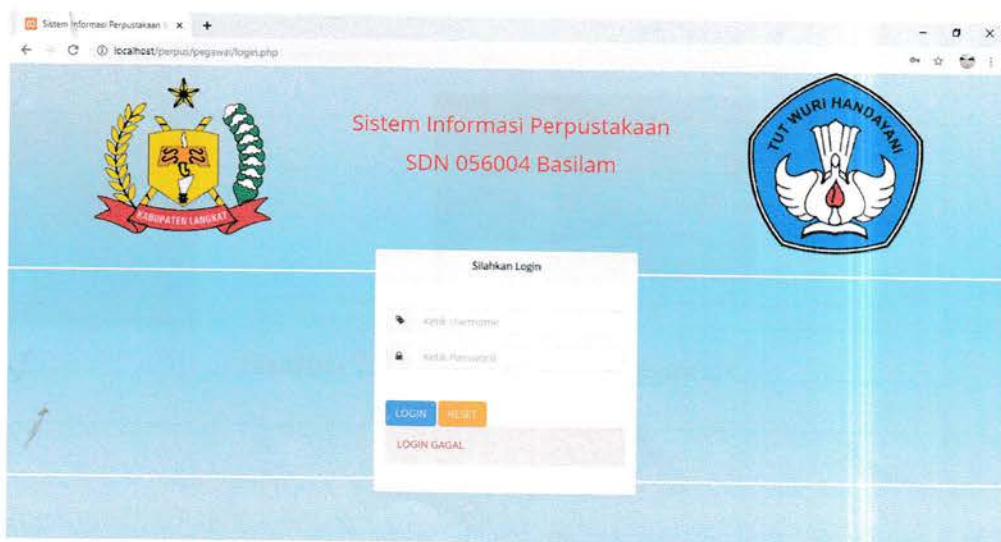 Sistem Informasi Perpustakaan
localhost/perpus/pegawai/login.php
KABUPATEN LANGKAT
Sistem Informasi Perpustakaan
SDN 056004 Basilam
TUT WURI HANDAYANI
Silahkan Login
Ketik Username
Ketik Password
LOGIN
RESET
LOGIN GAGAL